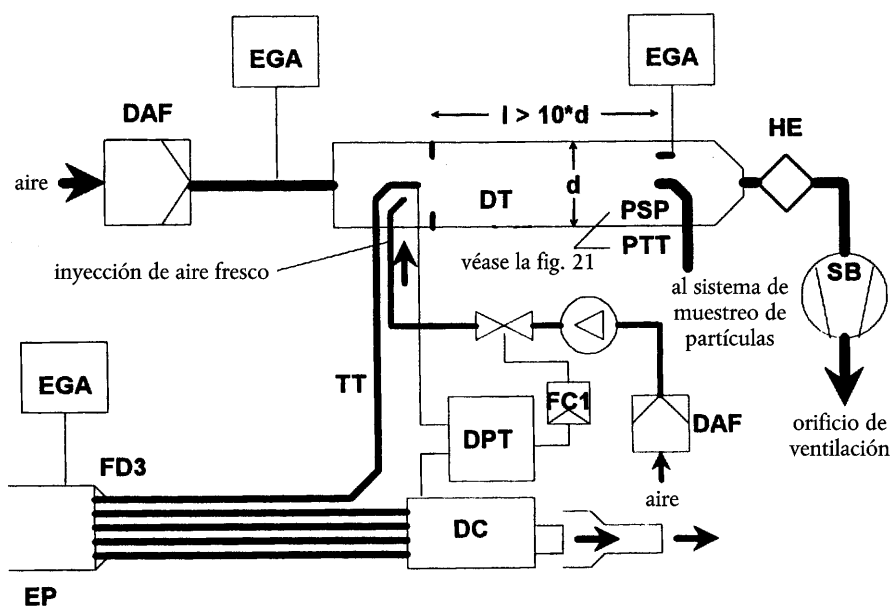 EGA
EGA
DAF
l > 10*d
HE
aire
d
DT
PSP
PTT
SB
inyección de aire fresco
véase la fig. 21
al sistema de
muestreo de
partículas
EGA
TT
FC1
DPT
DAF
orificio de
ventilación
FD3
aire
DC
EP